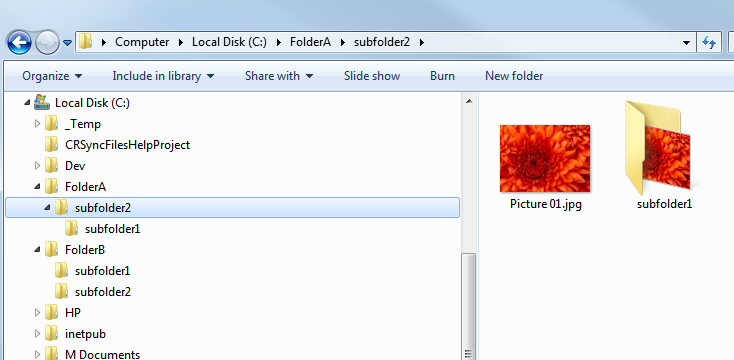 Computer Local Disk (C:) FolderA subfolder2
Organize Include in library Share with Slide show Burn New folder
Local Disk (C:)
_Temp
CRSyncFilesHelpProject
Dev
FolderA
subfolder2
subfolder1
FolderB
subfolder1
subfolder2
HP
inetpub
M Documents
Picture 01.jpg
subfolder1